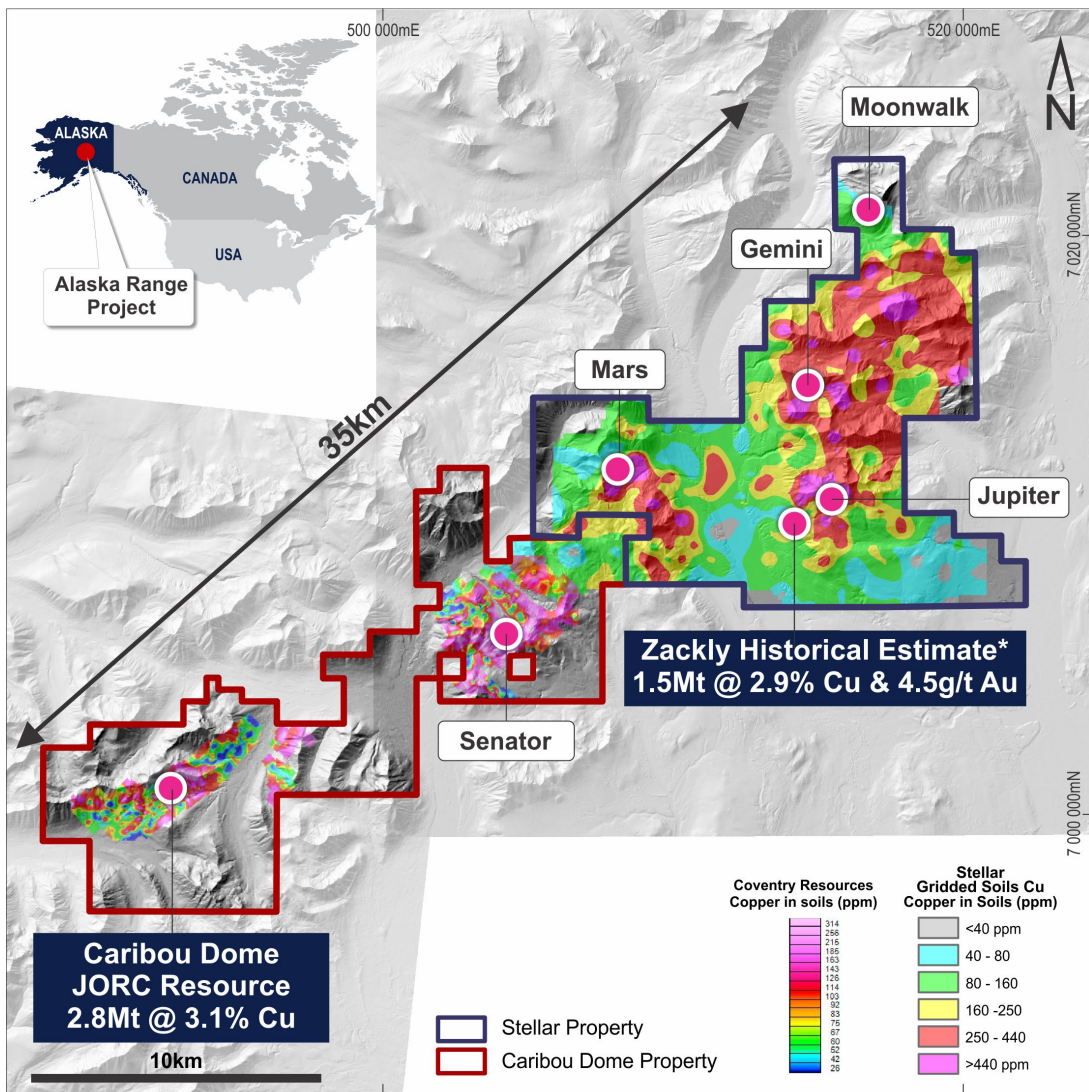 500 000mE
520 000mE
N
ALASKA
CANADA
USA
Alaska Range
Project
Moonwalk
7 020 000mN
Gemini
Mars
35km
Jupiter
Zackly Historical Estimate*
1.5Mt @ 2.9% Cu & 4.5g/t Au
Senator
7 000 000mN
Caribou Dome
JORC Resource
2.8Mt @ 3.1% Cu
10km
Stellar Property
Caribou Dome Property
Coventry Resources
Copper in soils (ppm)
314
256
215
185
163
143
126
114
103
92
83
75
67
60
52
42
26
Stellar
Gridded Soils Cu
Copper in Soils (ppm)
<40 ppm
40 - 80
80 - 160
160 -250
250 - 440
>440 ppm